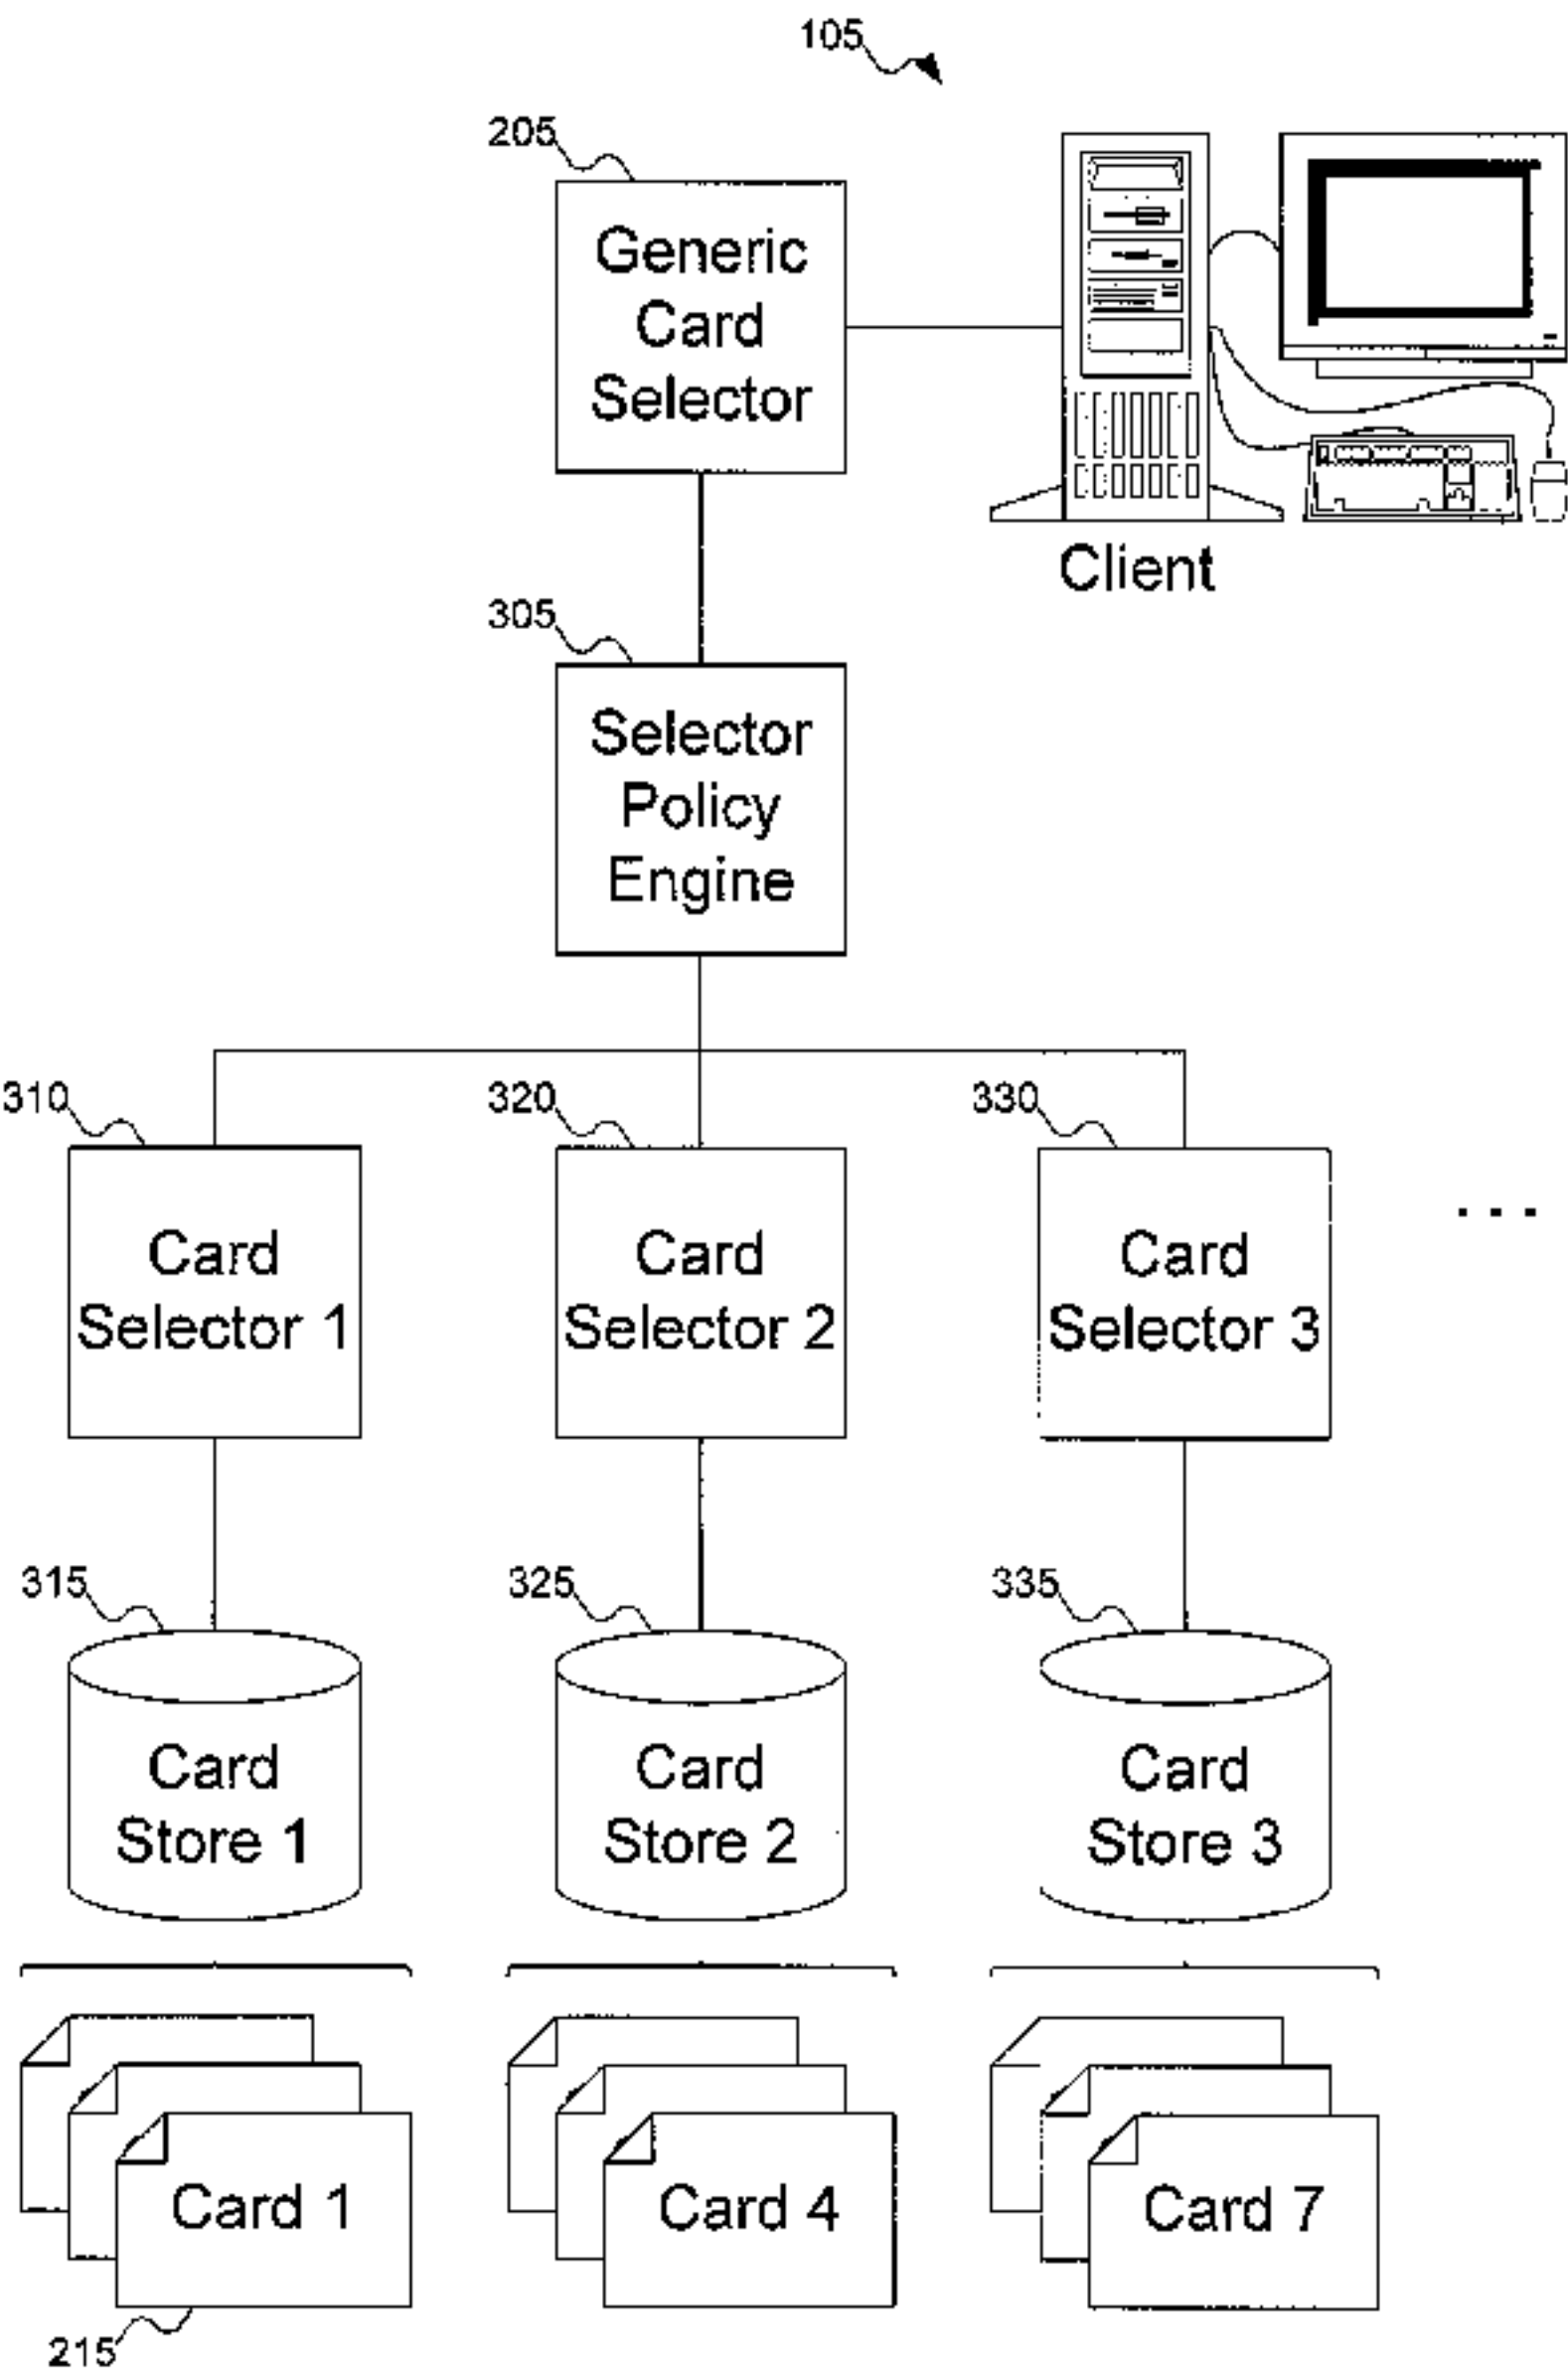 105
205
Generic
Card
Selector
Client
305
Selector
Policy
Engine
310
320
330
Card
Selector 1
Card
Selector 2
Card
Selector 3
. . .
315
325
335
Card
Store 1
Card
Store 2
Card
Store 3
Card 1
Card 4
Card 7
215